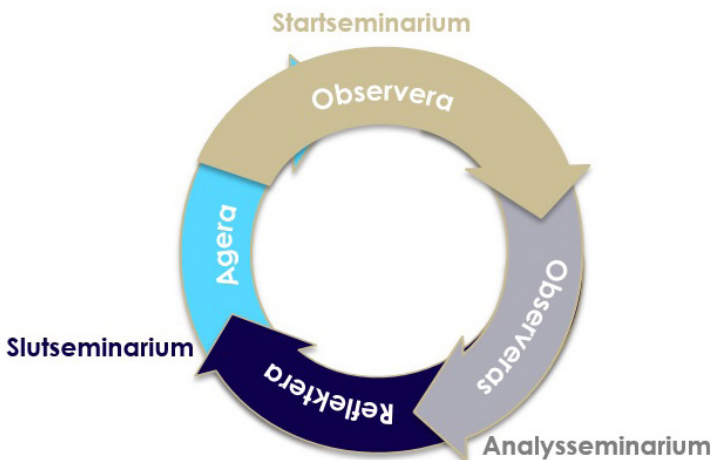 Startseminarium
Observera
Observeras
Analysseminarium
Reflektera
Slutseminarium
Agera